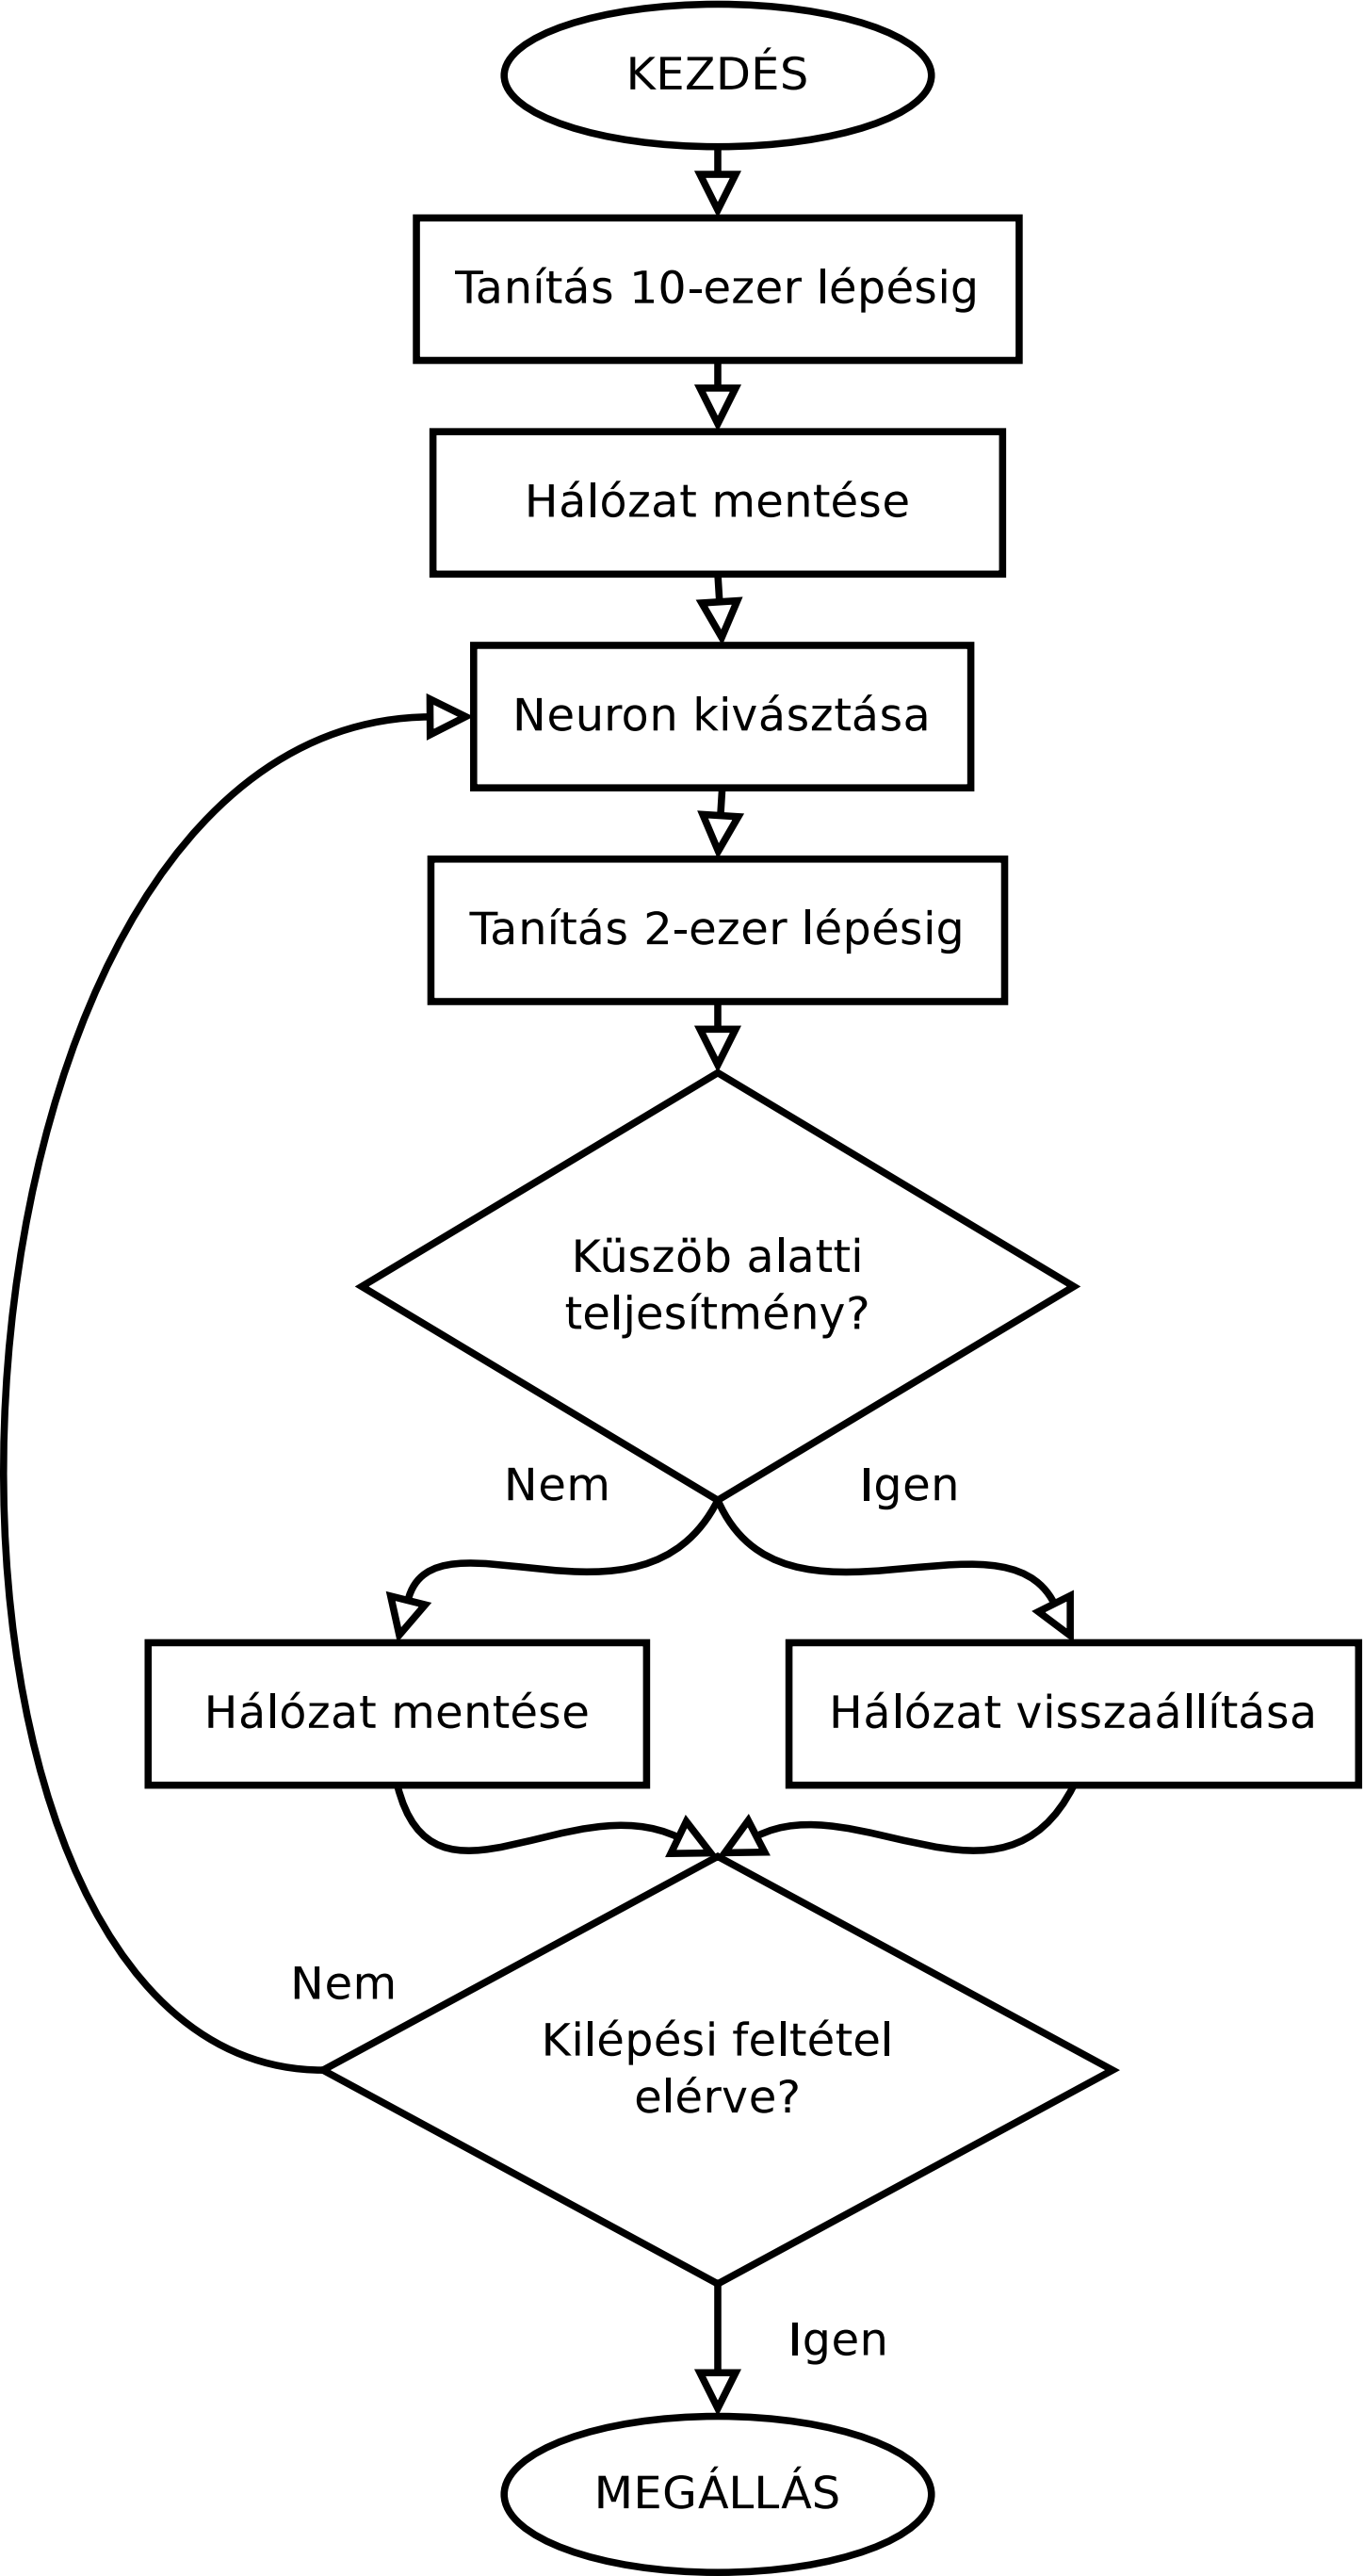 KEZDÉS
Tanítás 10-ezer lépésig
Hálózat mentése
Neuron kivásztása
Tanítás 2-ezer lépésig
Küszöb alatti
teljesítmény?
Nem
Igen
Hálózat mentése
Hálózat visszaállítása
Nem
Kilépési feltétel
elérve?
Igen
MEGÁLLÁS